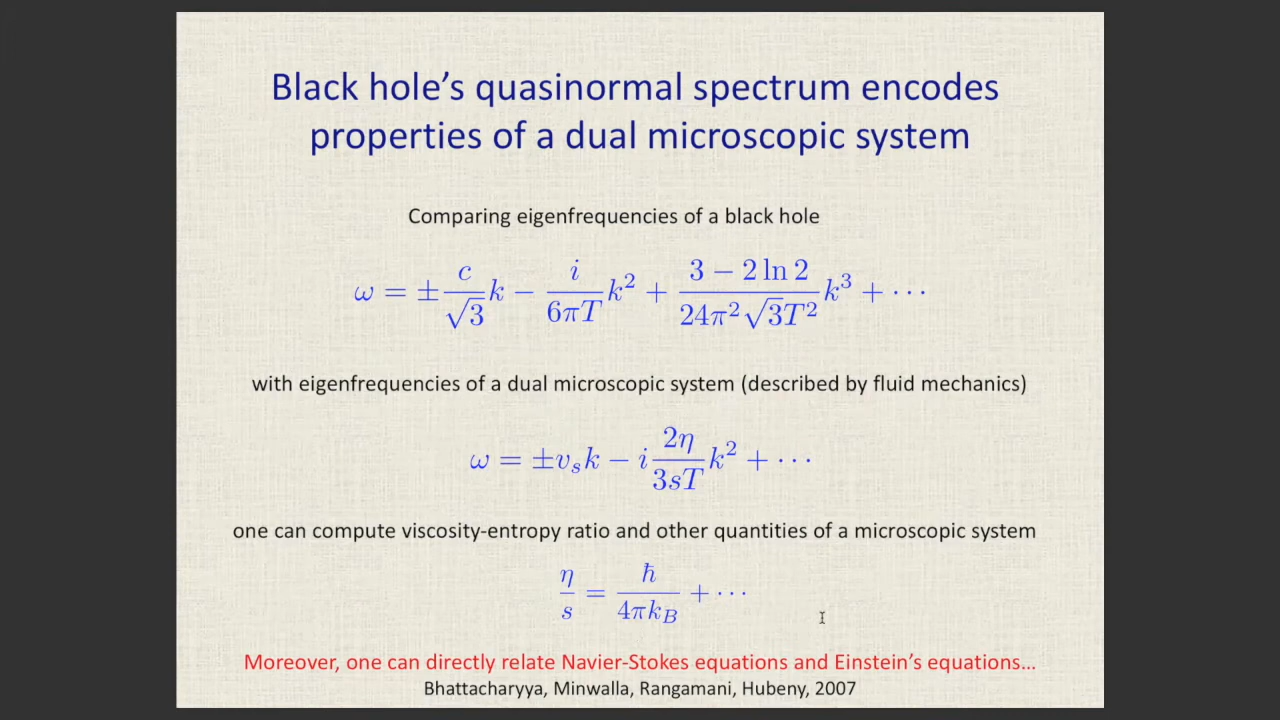 Black hole's quasinormal spectrum encodes
properties of a dual microscopic system
Comparing eigenfrequencies of a black hole
ω = ± c/√3 k − i/6πT k² + 3 − 2 ln 2/24π²√3T² k³ + ···
with eigenfrequencies of a dual microscopic system (described by fluid mechanics)
ω = ±vₛk − i 2η/3sT k² + ···
one can compute viscosity-entropy ratio and other quantities of a microscopic system
η/s = ħ/4πk_B + ···
Moreover, one can directly relate Navier-Stokes equations and Einstein's equations...
Bhattacharyya, Minwalla, Rangamani, Hubeny, 2007